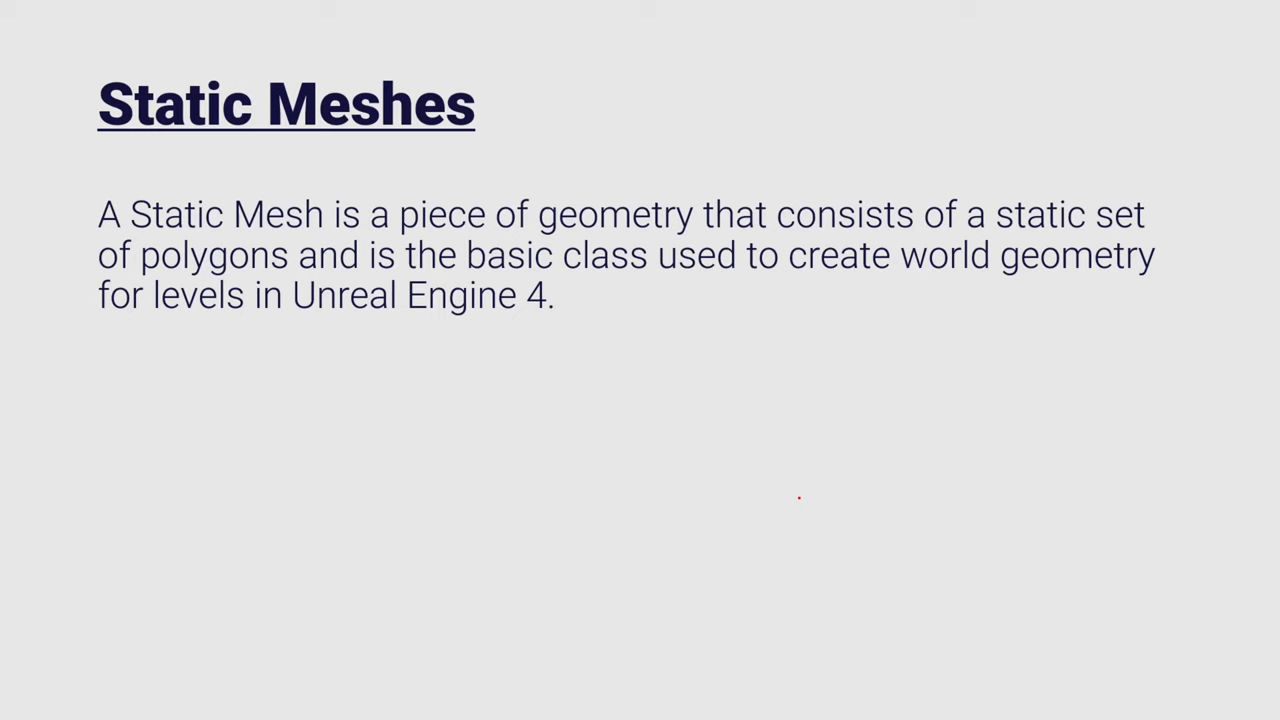 Static Meshes
A Static Mesh is a piece of geometry that consists of a static set
of polygons and is the basic class used to create world geometry
for levels in Unreal Engine 4.